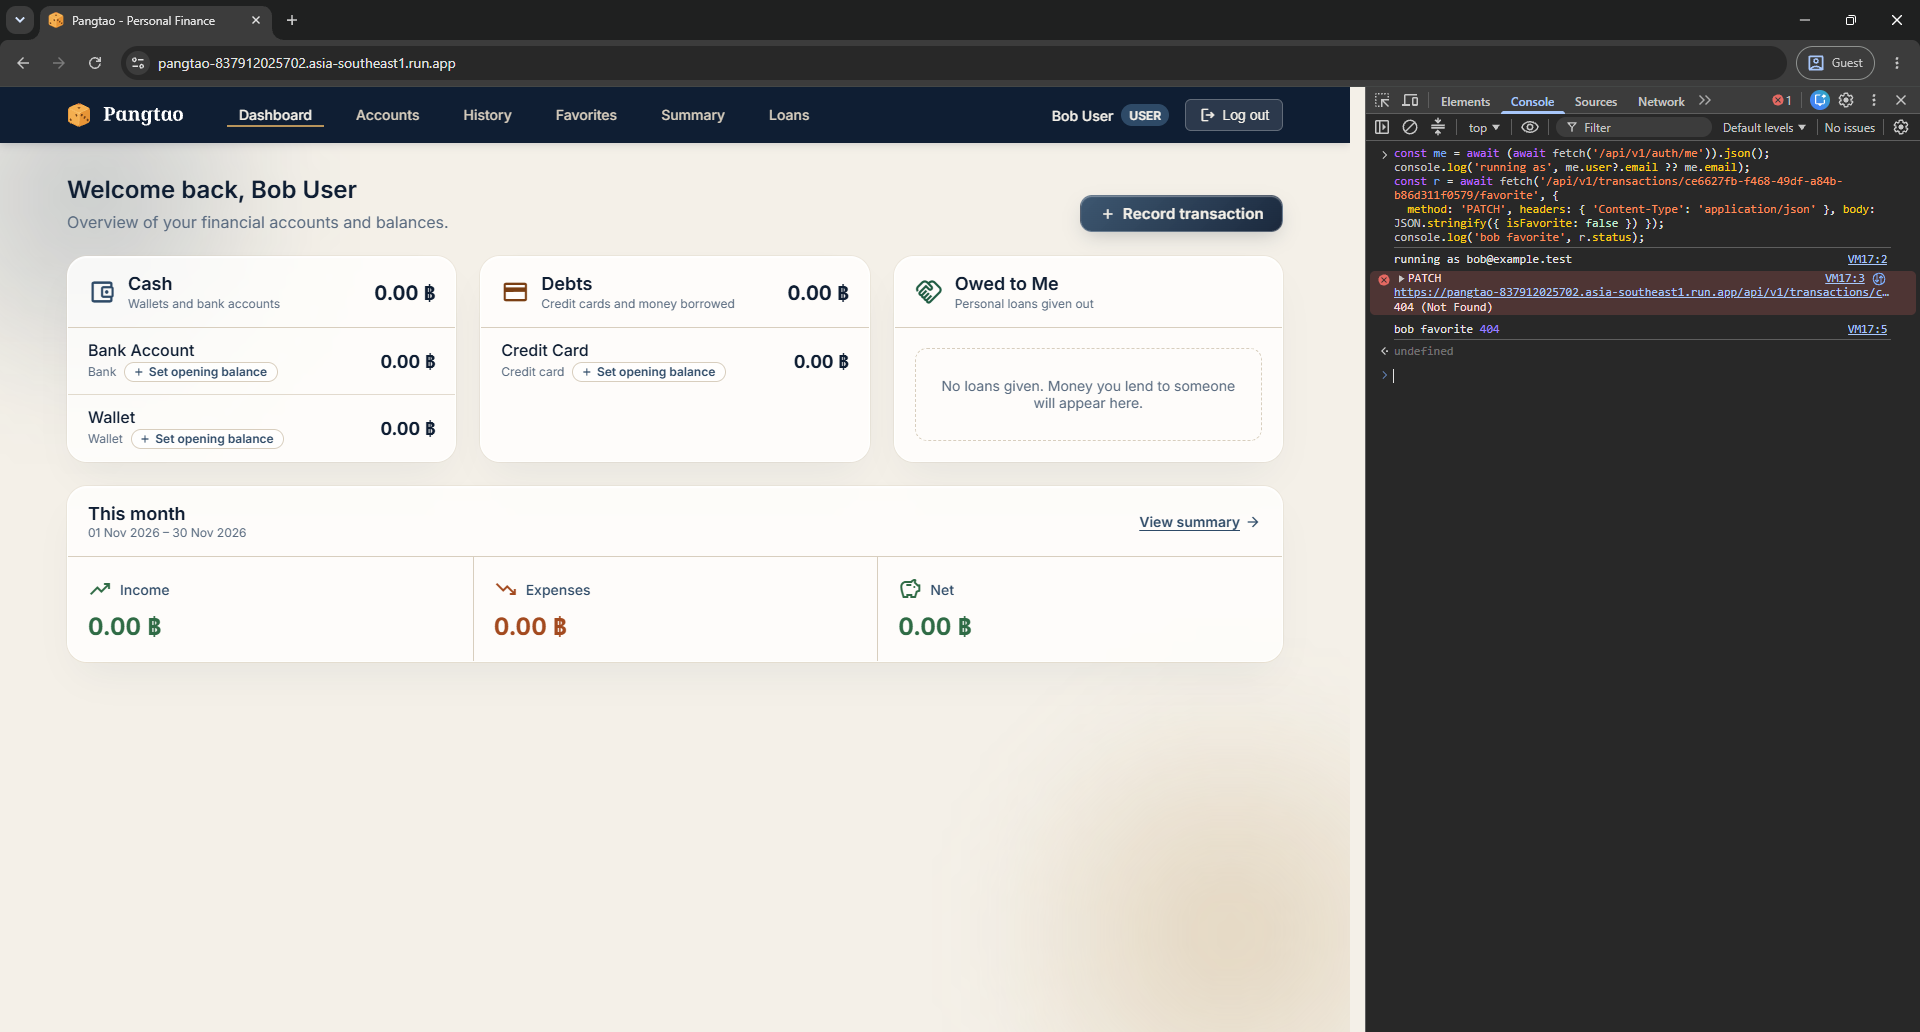 Pangtao - Personal Finance
pangtao-837912025702.asia-southeast1.run.app
Guest
Pangtao
Dashboard
Accounts
History
Favorites
Summary
Loans
Bob User
USER
Log out
Welcome back, Bob User
Overview of your financial accounts and balances.
+ Record transaction
Cash
Wallets and bank accounts
0.00 ฿
Bank Account
Bank
+ Set opening balance
0.00 ฿
Wallet
Wallet
+ Set opening balance
0.00 ฿
Debts
Credit cards and money borrowed
0.00 ฿
Credit Card
Credit card
+ Set opening balance
0.00 ฿
Owed to Me
Personal loans given out
No loans given. Money you lend to someone
will appear here.
This month
01 Nov 2026 – 30 Nov 2026
View summary →
Income
0.00 ฿
Expenses
0.00 ฿
Net
0.00 ฿
Elements
Console
Sources
Network
1
top
Filter
Default levels
No issues
const me = await (await fetch('/api/v1/auth/me')).json();
console.log('running as', me.user?.email ?? me.email);
const r = await fetch('/api/v1/transactions/ce6627fb-f468-49df-a84b-
b86d311f0579/favorite', {
method: 'PATCH', headers: { 'Content-Type': 'application/json' }, body:
JSON.stringify({ isFavorite: false }) });
console.log('bob favorite', r.status);
running as bob@example.test
VM17:2
PATCH
VM17:3
https://pangtao-837912025702.asia-southeast1.run.app/api/v1/transactions/c…
404 (Not Found)
bob favorite 404
VM17:5
undefined